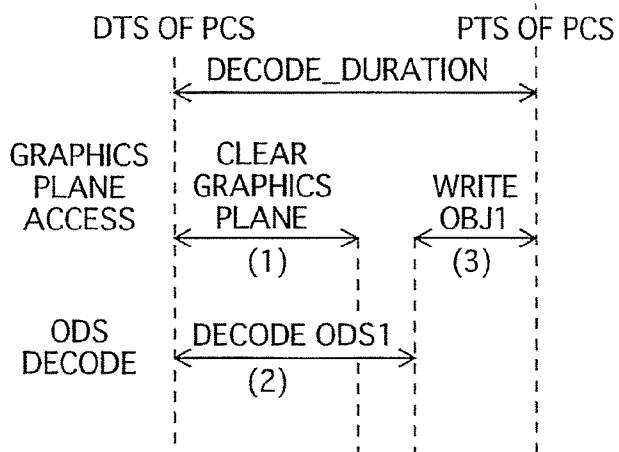 DTS OF PCS PTS OF PCS
DECODE_DURATION
GRAPHICS PLANE ACCESS
CLEAR GRAPHICS PLANE
(1)
WRITE OBJ1
(3)
ODS DECODE
DECODE ODS1
(2)